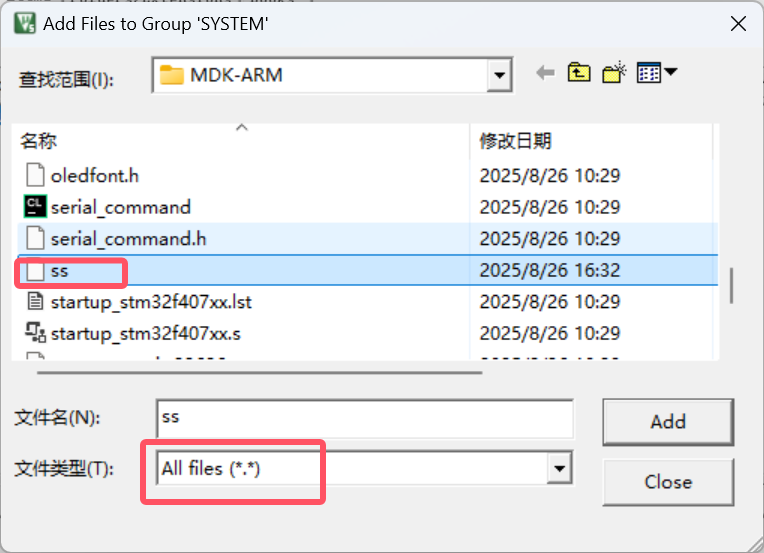 Add Files to Group 'SYSTEM'
查找范围(I):
MDK-ARM
名称 修改日期
oledfont.h 2025/8/26 10:29
CL serial_command 2025/8/26 10:29
serial_command.h 2025/8/26 10:29
ss 2025/8/26 16:32
startup_stm32f407xx.lst 2025/8/26 10:29
startup_stm32f407xx.s 2025/8/26 10:29
文件名(N): ss Add
文件类型(T): All files (*.*) Close